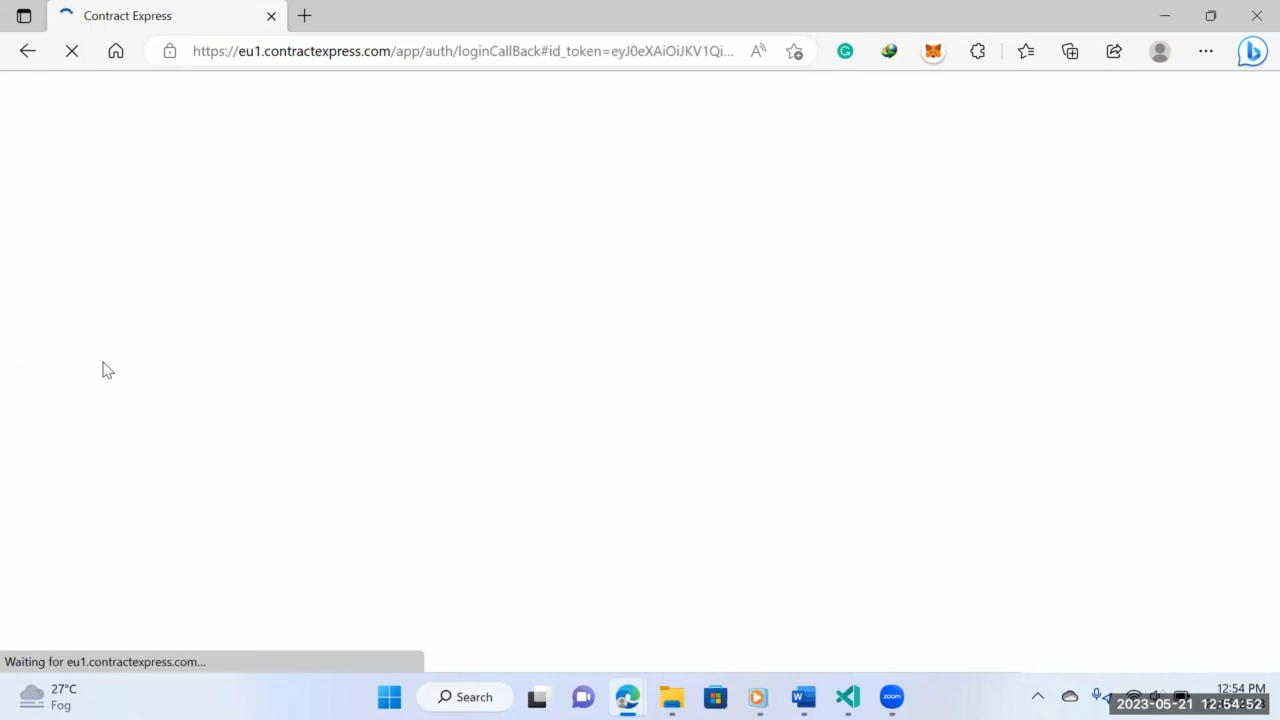 Contract Express
https://eu1.contractexpress.com/app/auth/loginCallBack#id_token=eyJ0eXAiOiJKV1Qi...
Waiting for eu1.contractexpress.com...
27°C
Fog
Search
zoom
12:54 PM
2023-05-21 12:54:52